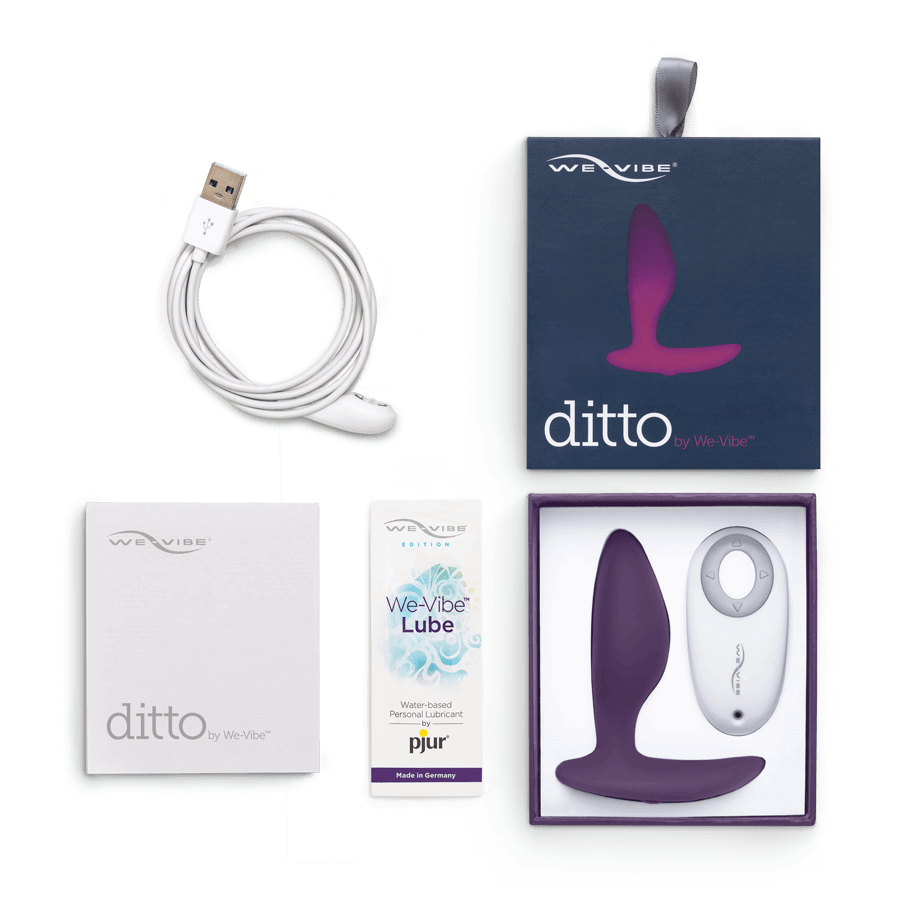 WE-VIBE®
ditto by We-Vibe™
WE-VIBE®
ditto by We-Vibe™
WE-VIBE
EDITION
We-Vibe™
Lube
Water-based
Personal Lubricant
by
pjur®
Made in Germany
WE-VIBE